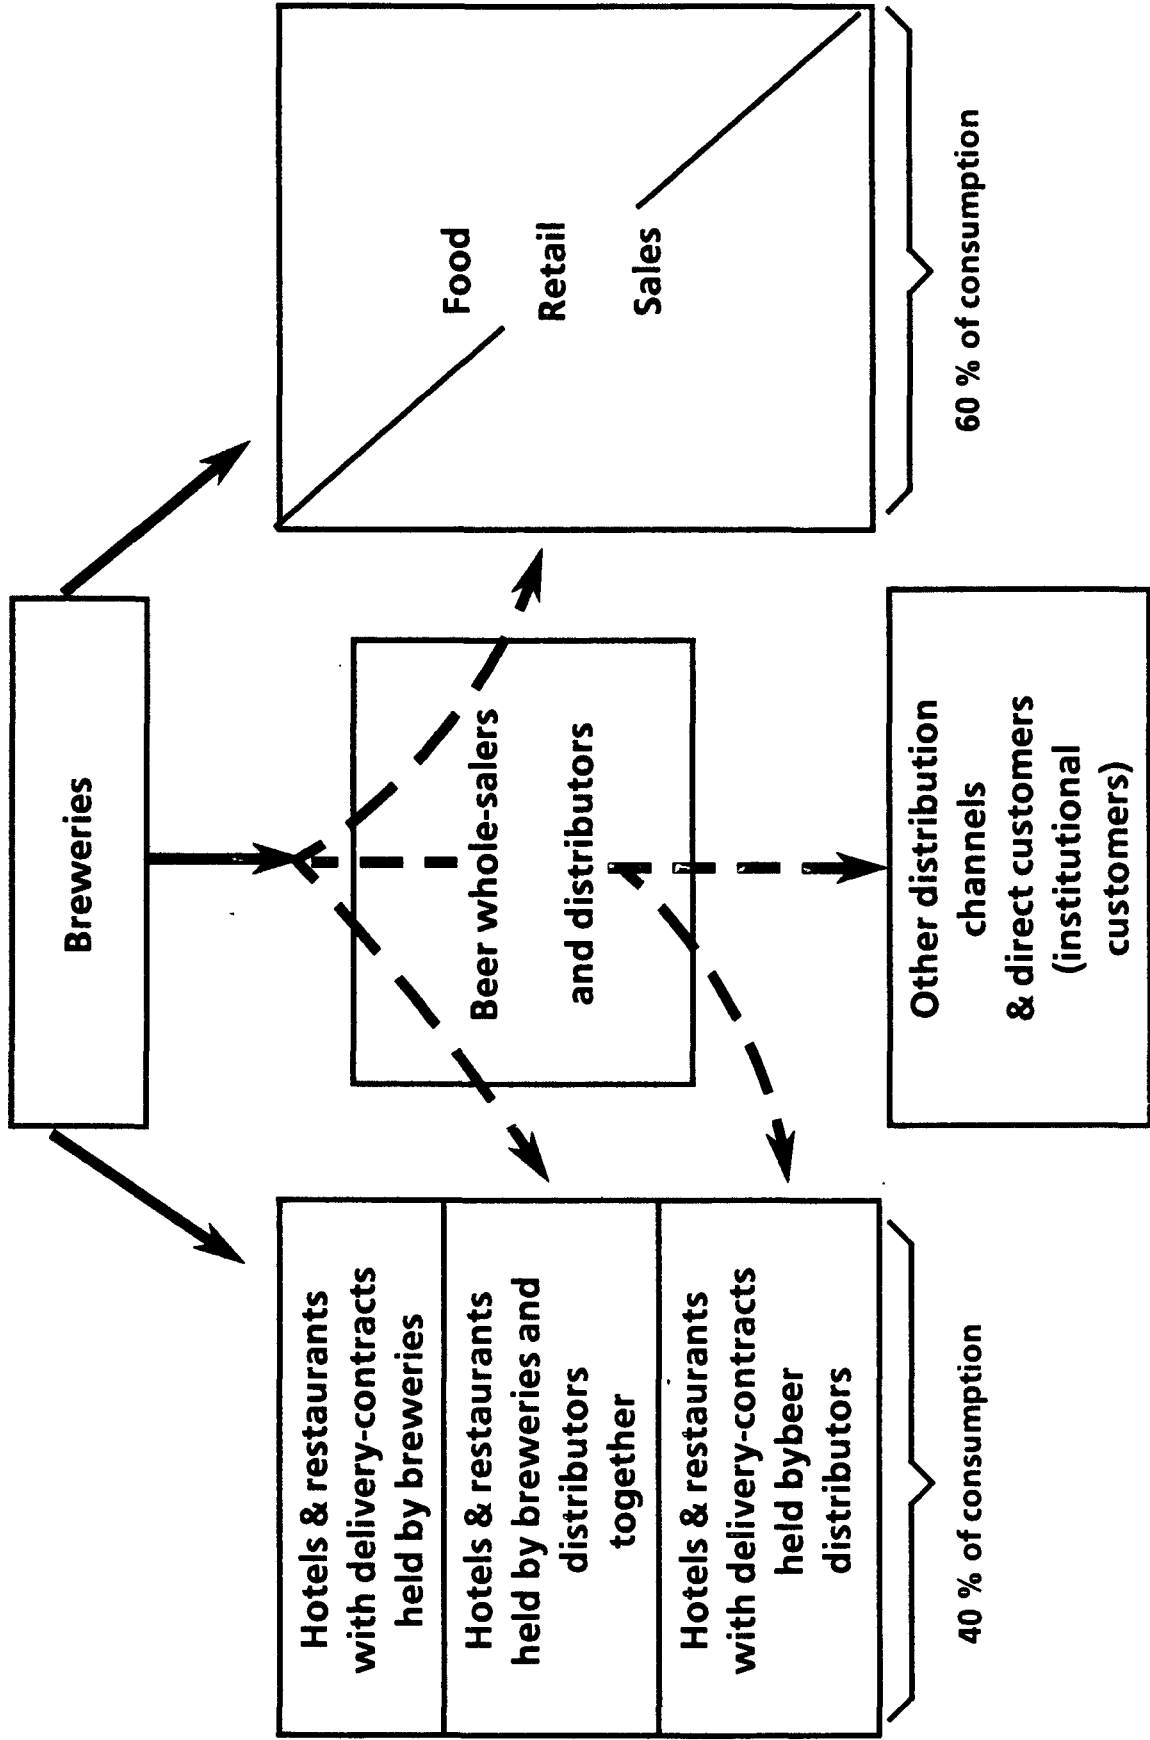 Breweries
Hotels & restaurants
with delivery-contracts
held by breweries
Hotels & restaurants
held by breweries and
distributors
together
Hotels & restaurants
with delivery-contracts
held bybeer
distributors
40 % of consumption
Beer whole-salers
and distributors
Other distribution
channels
& direct customers
(institutional
customers)
Food
Retail
Sales
60 % of consumption